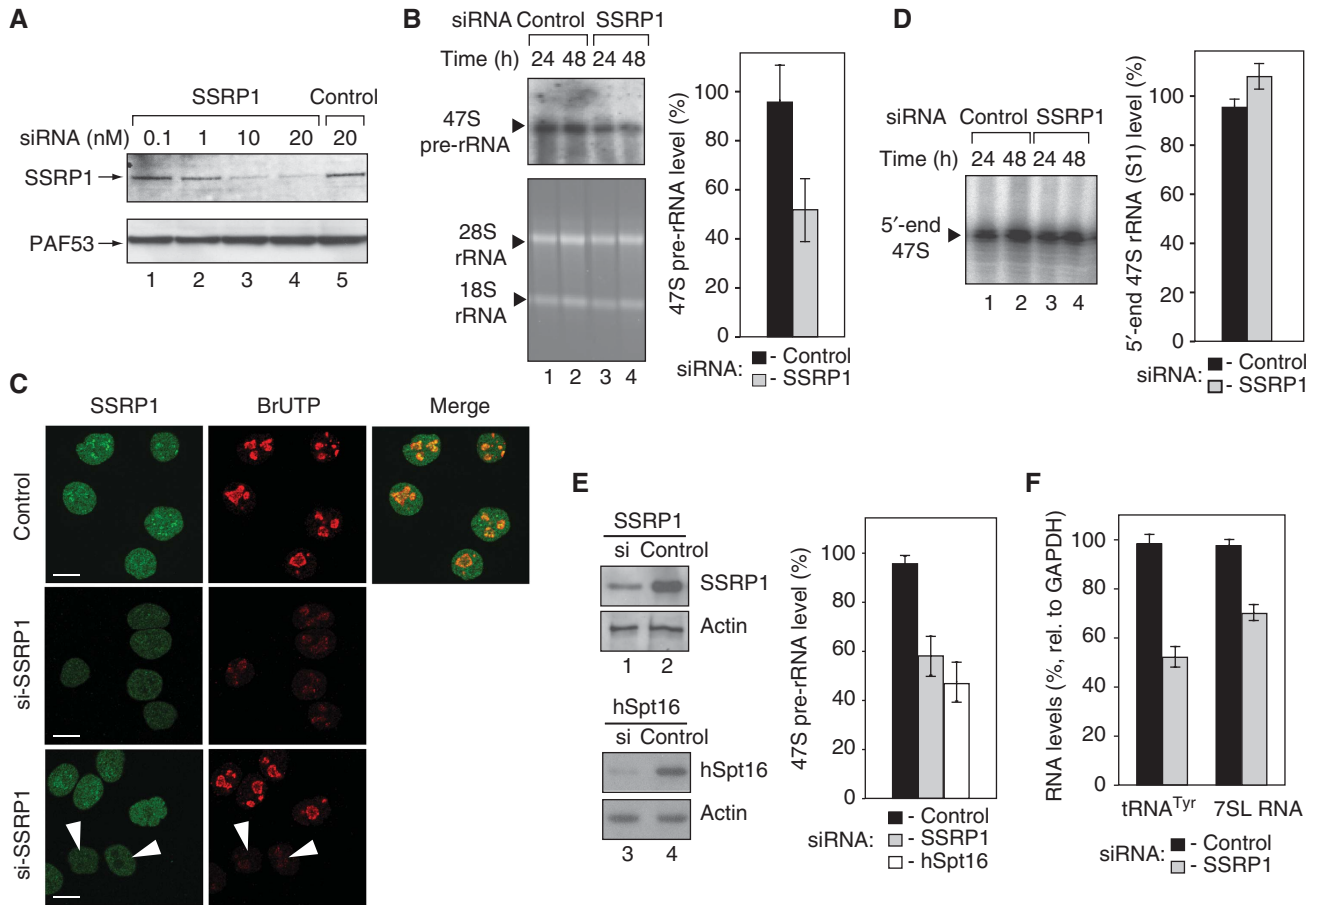 A
SSRP1 Control
siRNA (nM) 0.1 1 10 20 20
SSRP1
PAF53
1 2 3 4 5
B
siRNA Control SSRP1
Time (h) 24 48 24 48
47S
pre-rRNA
28S
rRNA
18S
rRNA
1 2 3 4
47S pre-rRNA level (%)
100
80
60
40
20
0
siRNA:
- Control
- SSRP1
D
siRNA Control SSRP1
Time (h) 24 48 24 48
5′-end
47S
1 2 3 4
5′-end 47S rRNA (S1) level (%)
100
80
60
40
20
0
siRNA:
- Control
- SSRP1
C
SSRP1 BrUTP Merge
Control
si-SSRP1
si-SSRP1
E
SSRP1
si Control
SSRP1
Actin
1 2
hSpt16
si Control
hSpt16
Actin
3 4
47S pre-rRNA level (%)
100
80
60
40
20
0
siRNA:
- Control
- SSRP1
- hSpt16
F
RNA levels (%, rel. to GAPDH)
100
80
60
40
20
0
tRNATyr 7SL RNA
siRNA:
- Control
- SSRP1